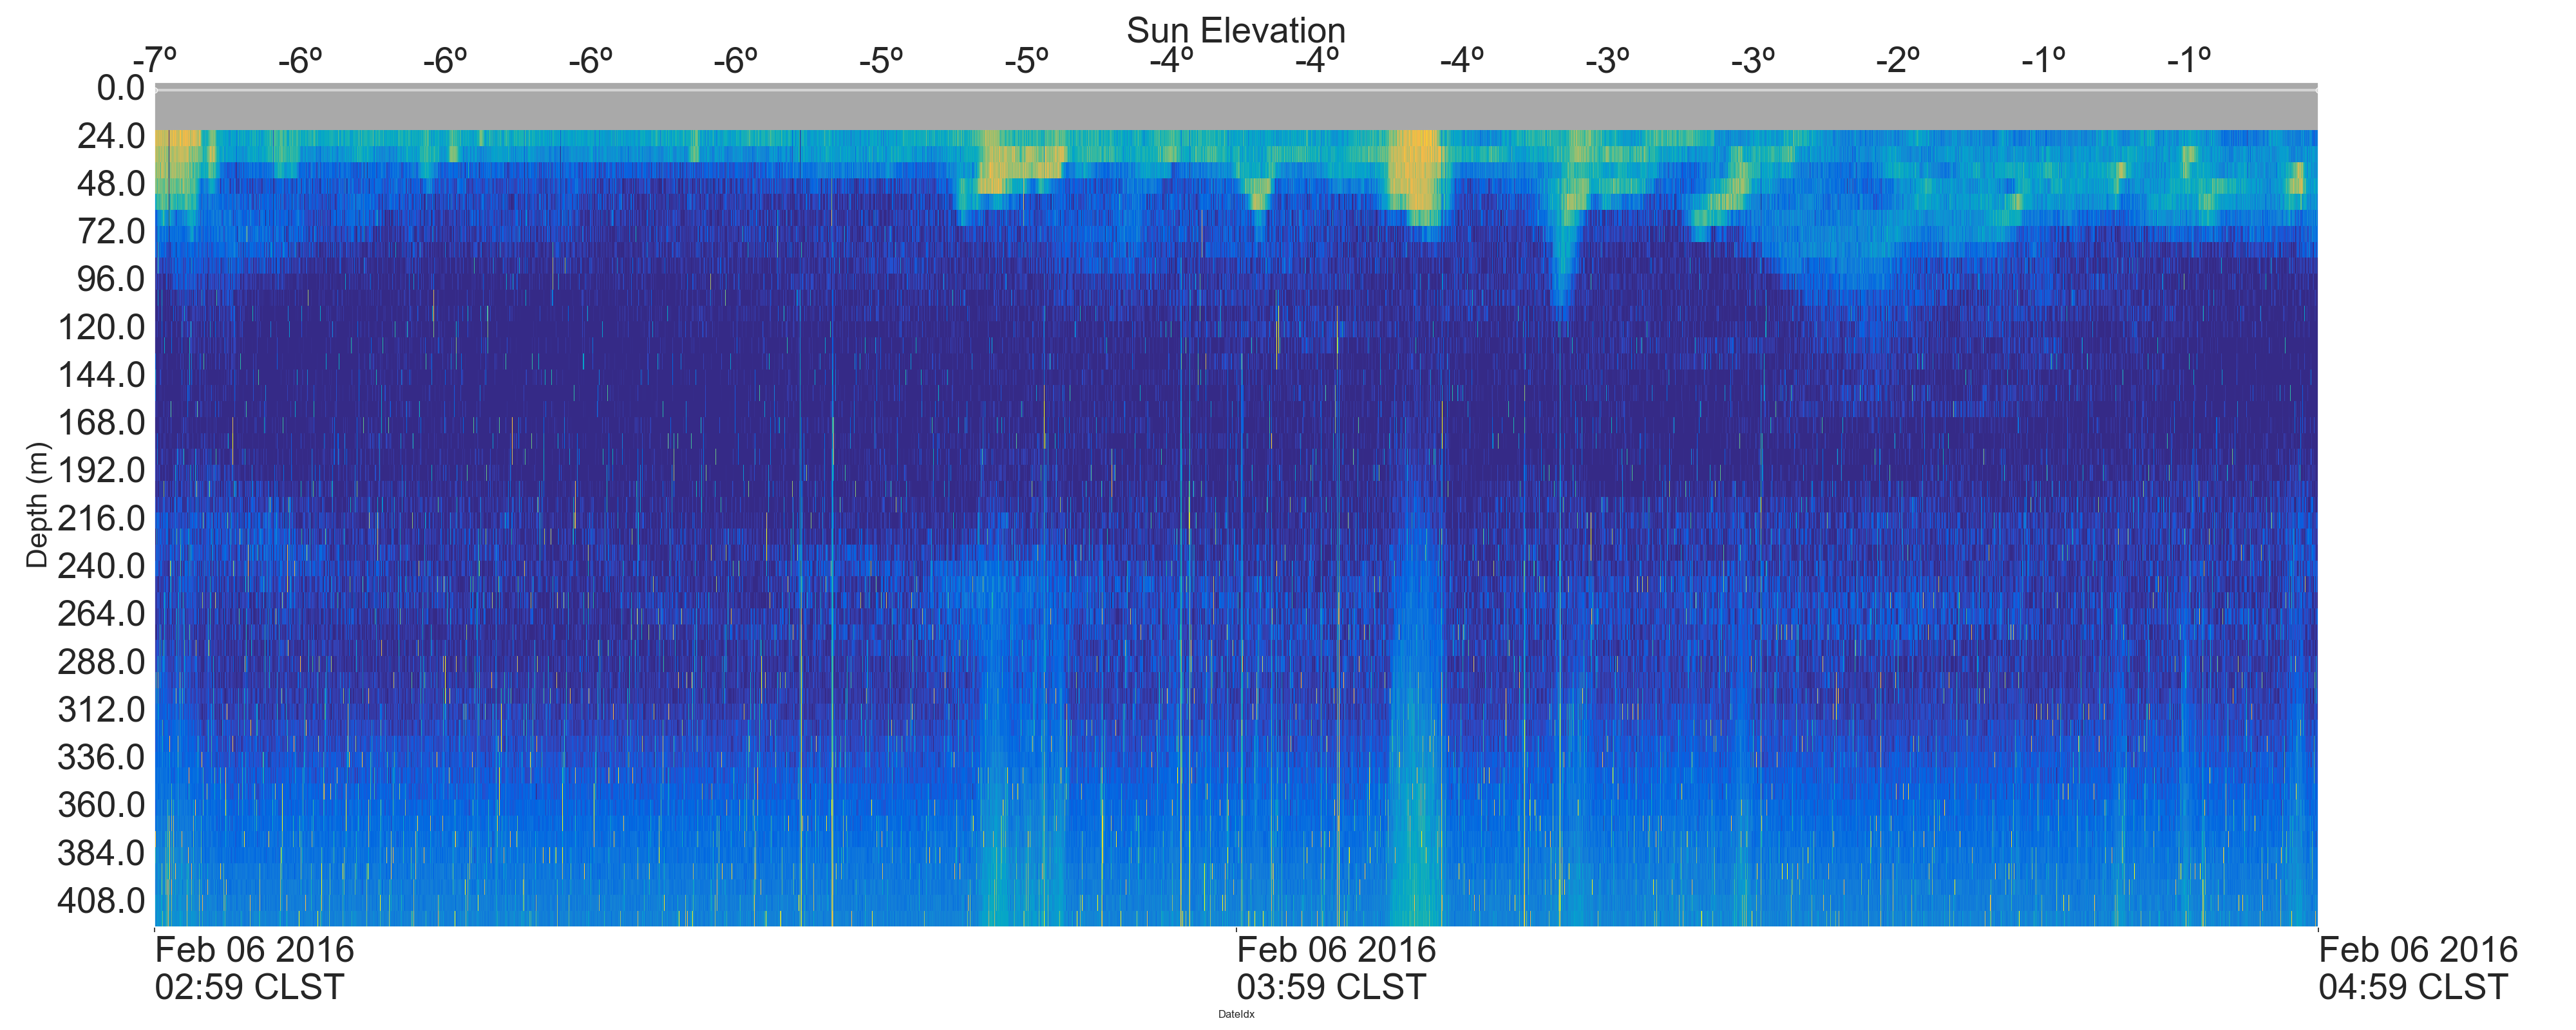 Sun Elevation
-7º -6º -6º -6º -6º -5º -5º -4º -4º -4º -3º -3º -2º -1º -1º
0.0
24.0
48.0
72.0
96.0
120.0
144.0
168.0
192.0
216.0
240.0
264.0
288.0
312.0
336.0
360.0
384.0
408.0
Depth (m)
Feb 06 2016
02:59 CLST
Feb 06 2016
03:59 CLST
Feb 06 2016
04:59 CLST
DateIdx